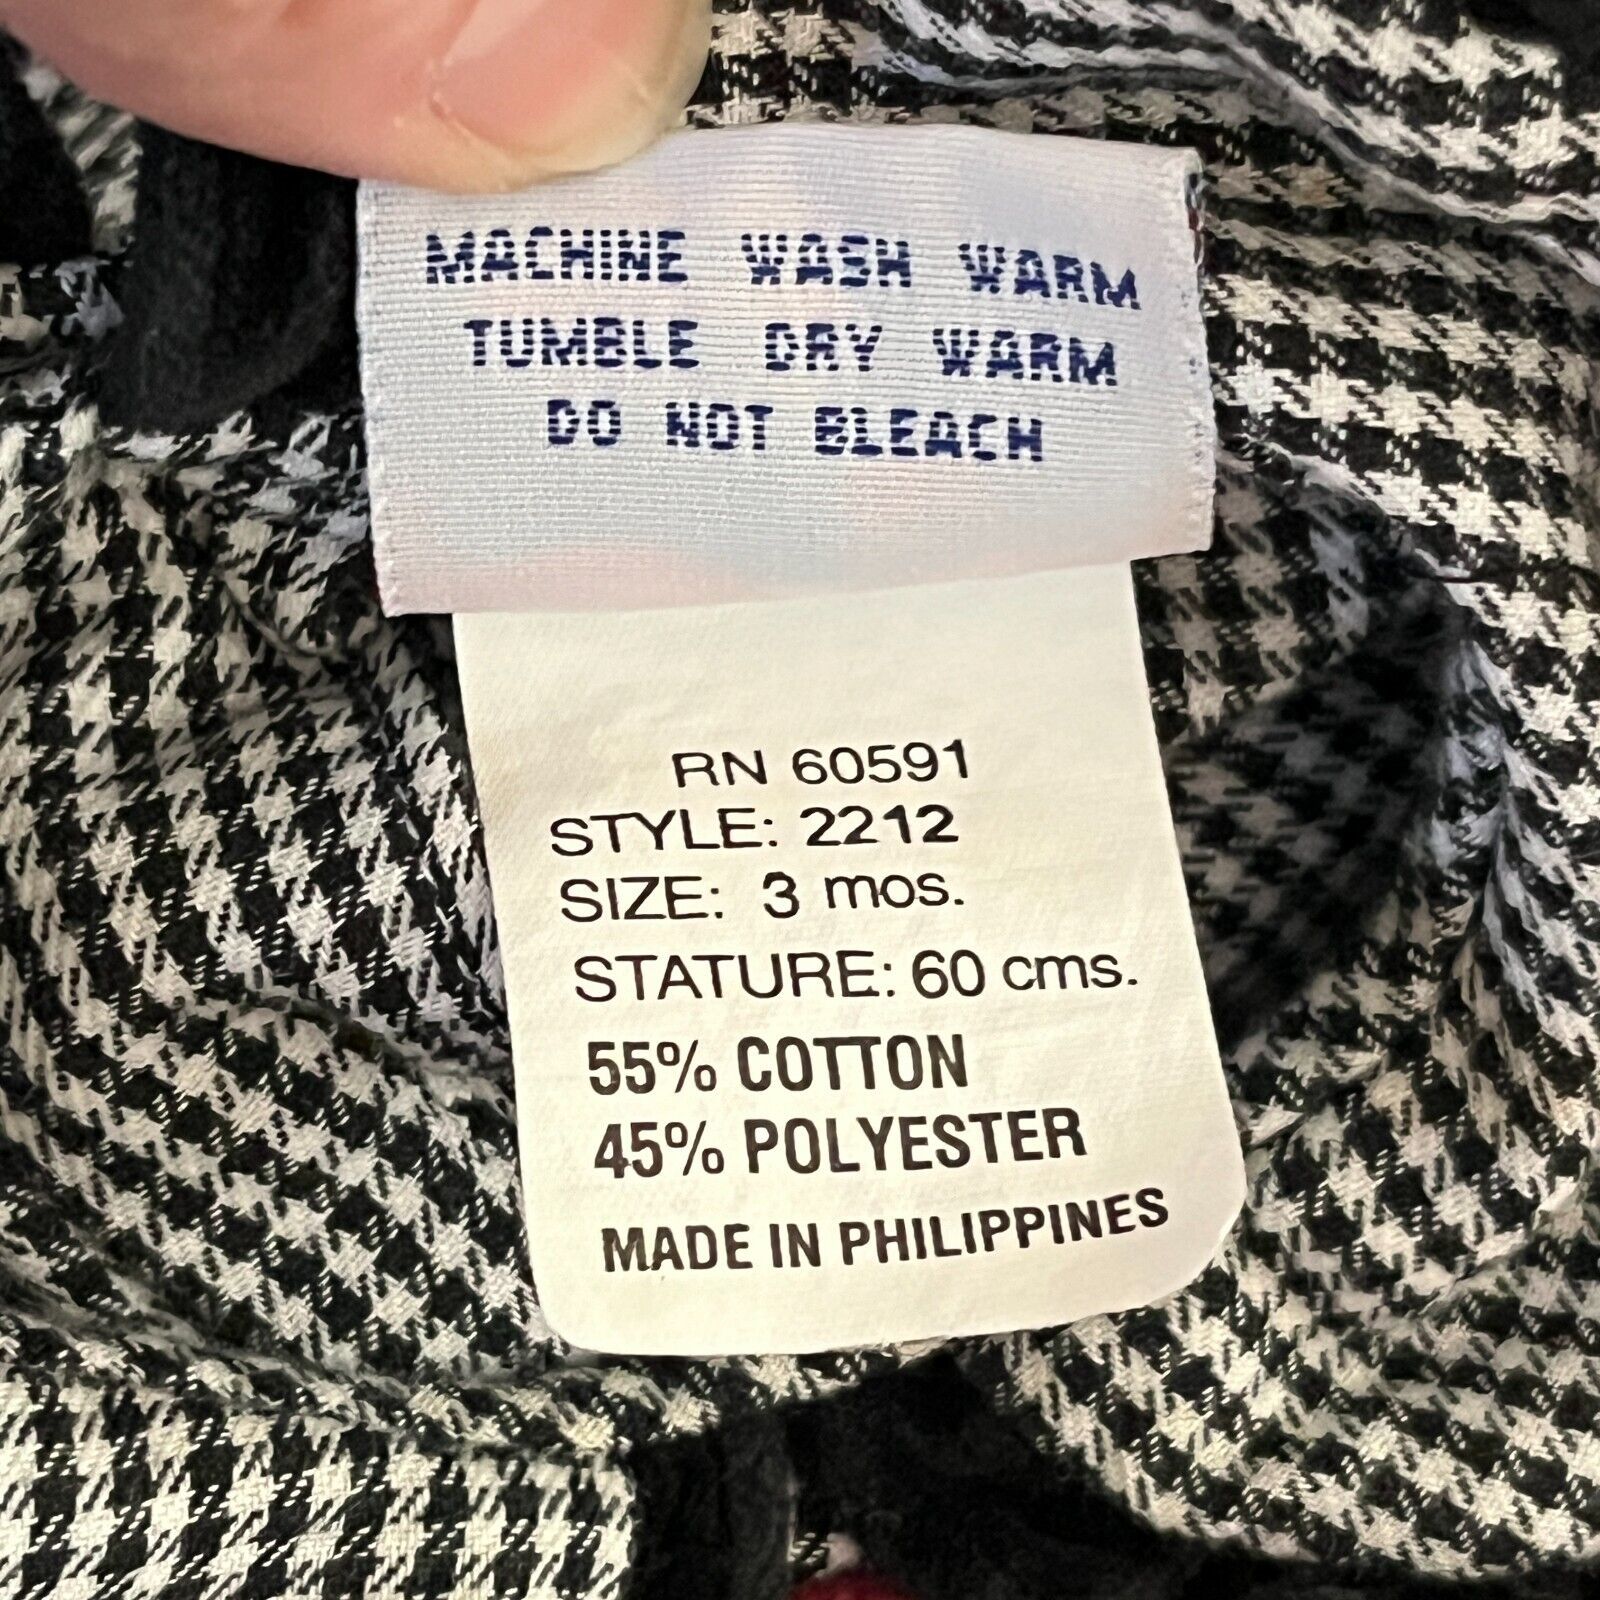 MACHINE WASH WARM
TUMBLE DRY WARM
DO NOT BLEACH
RN 60591
STYLE: 2212
SIZE: 3 mos.
STATURE: 60 cms.
55% COTTON
45% POLYESTER
MADE IN PHILIPPINES